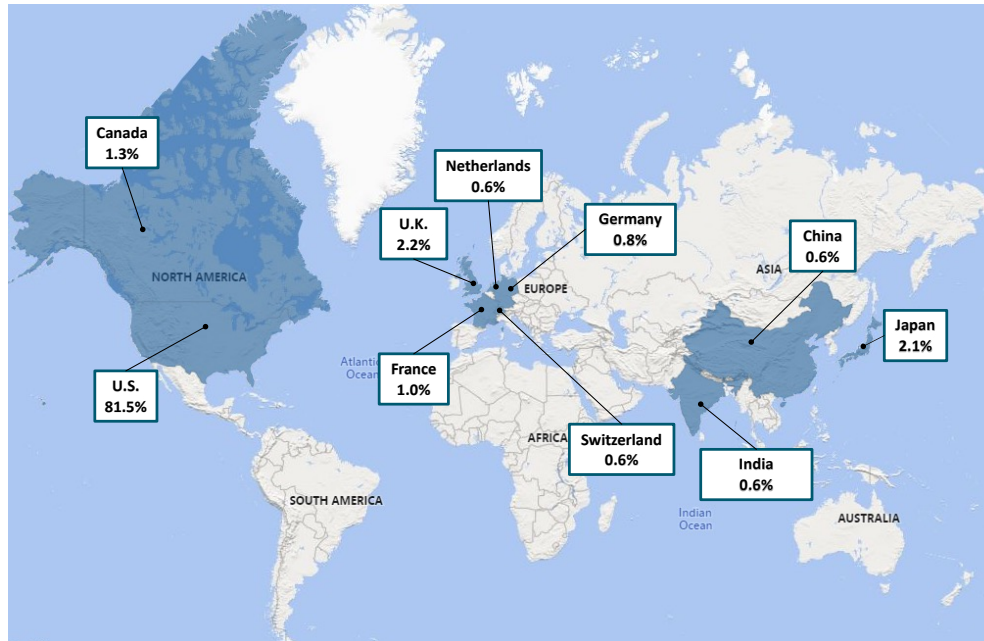 Canada
1.3%
Netherlands
0.6%
U.K.
2.2%
Germany
0.8%
China
0.6%
ASIA
NORTH AMERICA
EUROPE
Japan
2.1%
Atlantic
Ocean
France
1.0%
U.S.
81.5%
AFRICA
Switzerland
0.6%
India
0.6%
SOUTH AMERICA
Indian
Ocean
AUSTRALIA